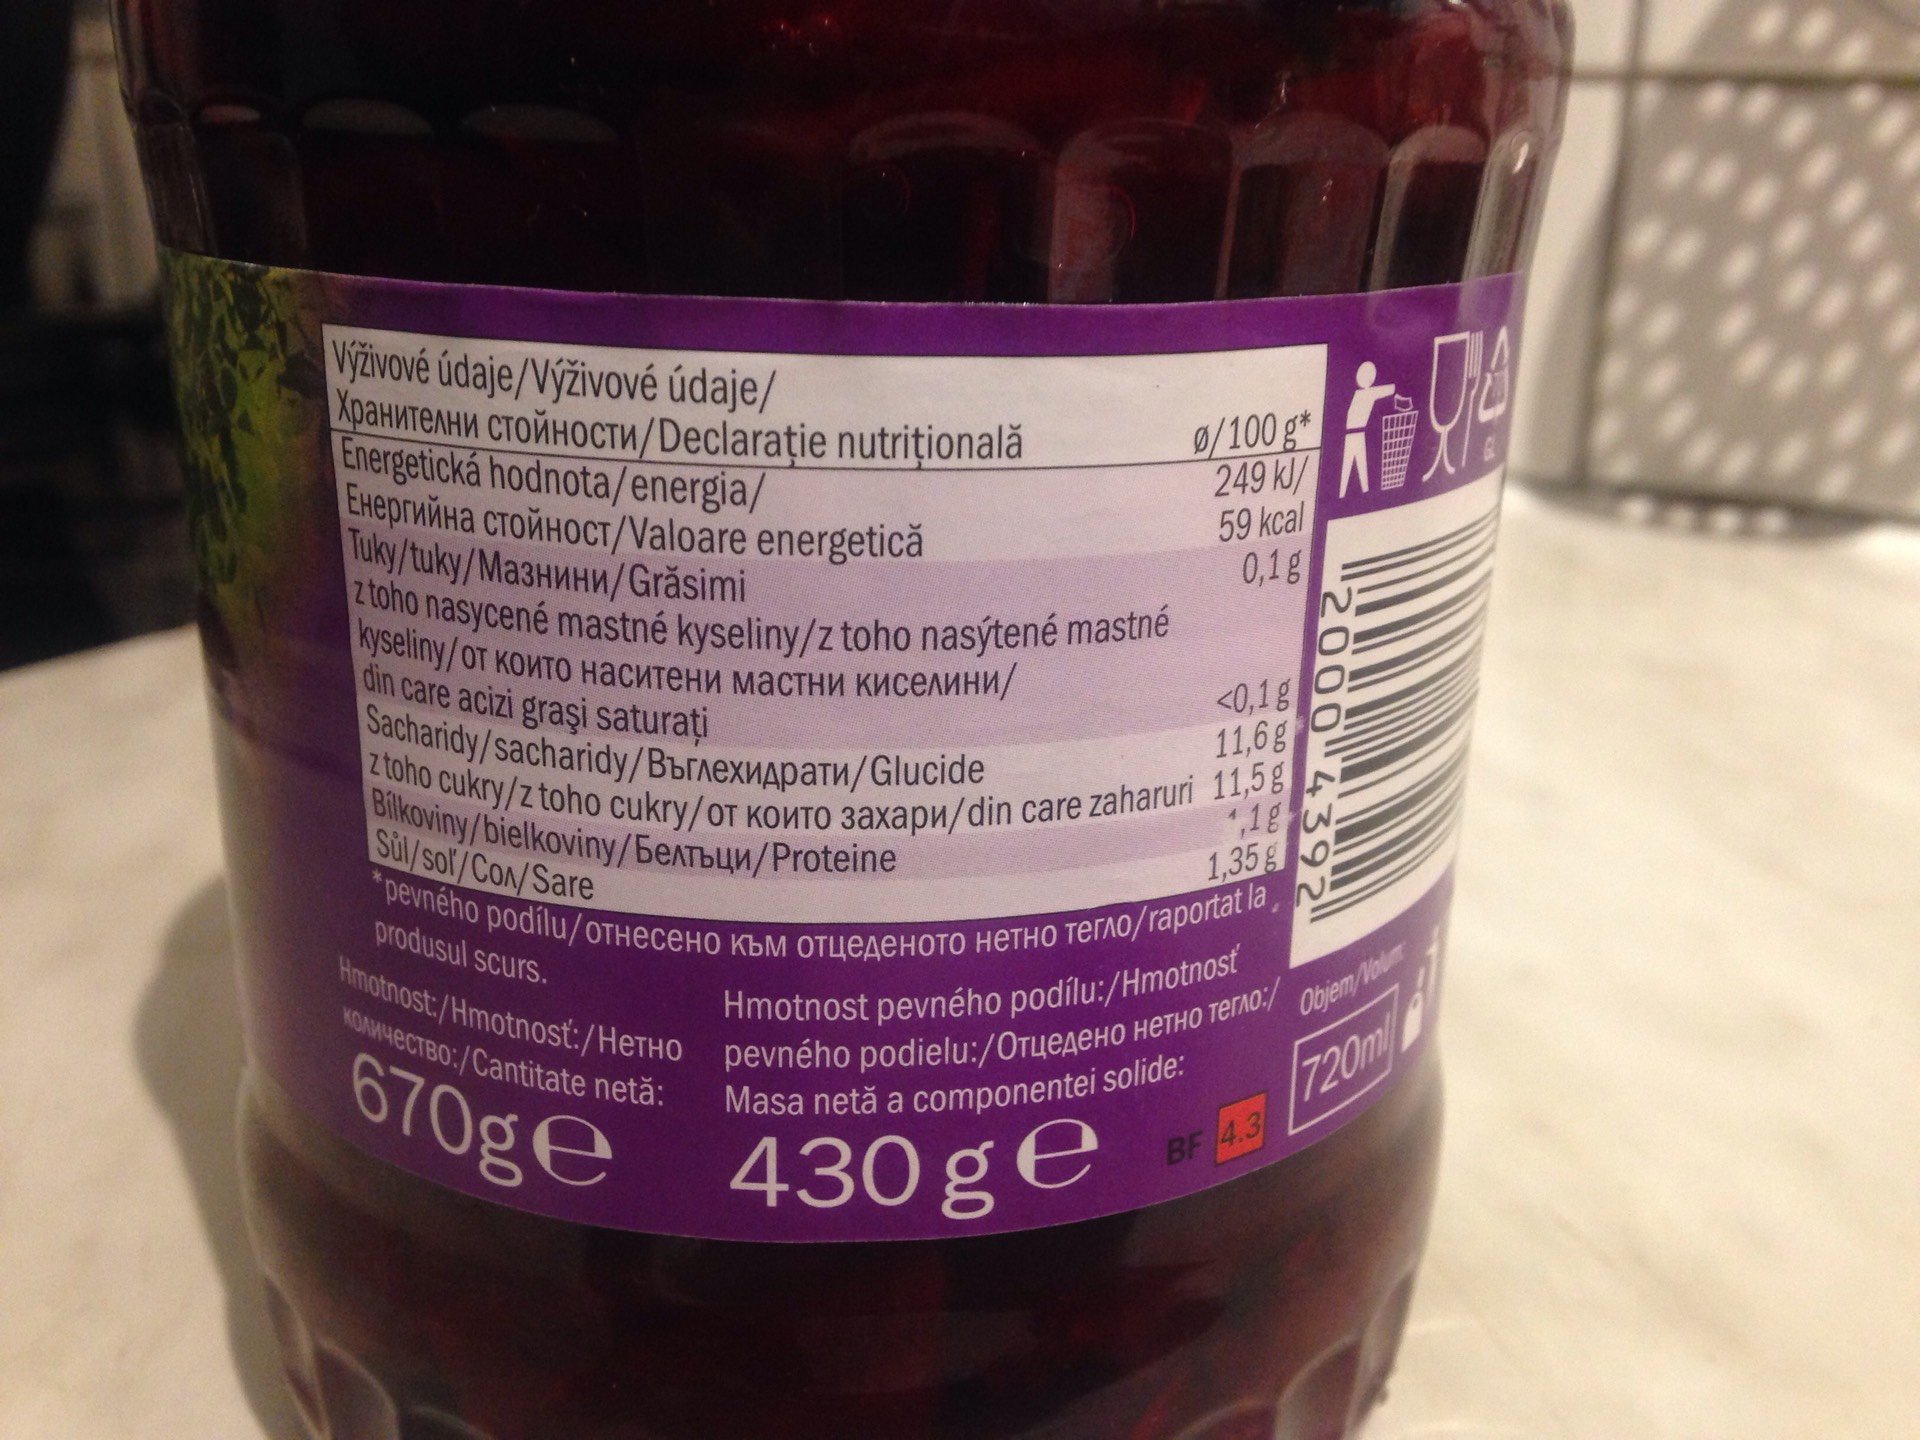 Výživové údaje/Výživové údaje/
Хранителни стойности/Declarație nutrițională ø/100 g*
Energetická hodnota/energia/ 249 kJ/
Енергийна стойност/Valoare energetică 59 kcal
Tuky/tuky/Мазнини/Grăsimi 0,1 g
z toho nasycené mastné kyseliny/z toho nasýtené mastné
kyseliny/от които наситени мастни киселини/
din care acizi graşi saturați <0,1 g
Sacharidy/sacharidy/Въглехидрати/Glucide 11,6 g
z toho cukry/z toho cukry/от които захари/din care zaharuri 11,5 g
Bílkoviny/bielkoviny/Белтъци/Proteine ,1 g
Sůl/soľ/Сол/Sare 1,35 g
*pevného podílu/отнесено към отцеденото нетно тегло/raportat la
produsul scurs.
Hmotnost:/Hmotnosť:/Нетно
количество:/Cantitate netă:
670g e
Hmotnost pevného podílu:/Hmotnosť
pevného podielu:/Отцедено нетно тегло:/
Masa netă a componentei solide:
430 g e
BF 4.3
Objem/Volum:
720ml
GL
20004392